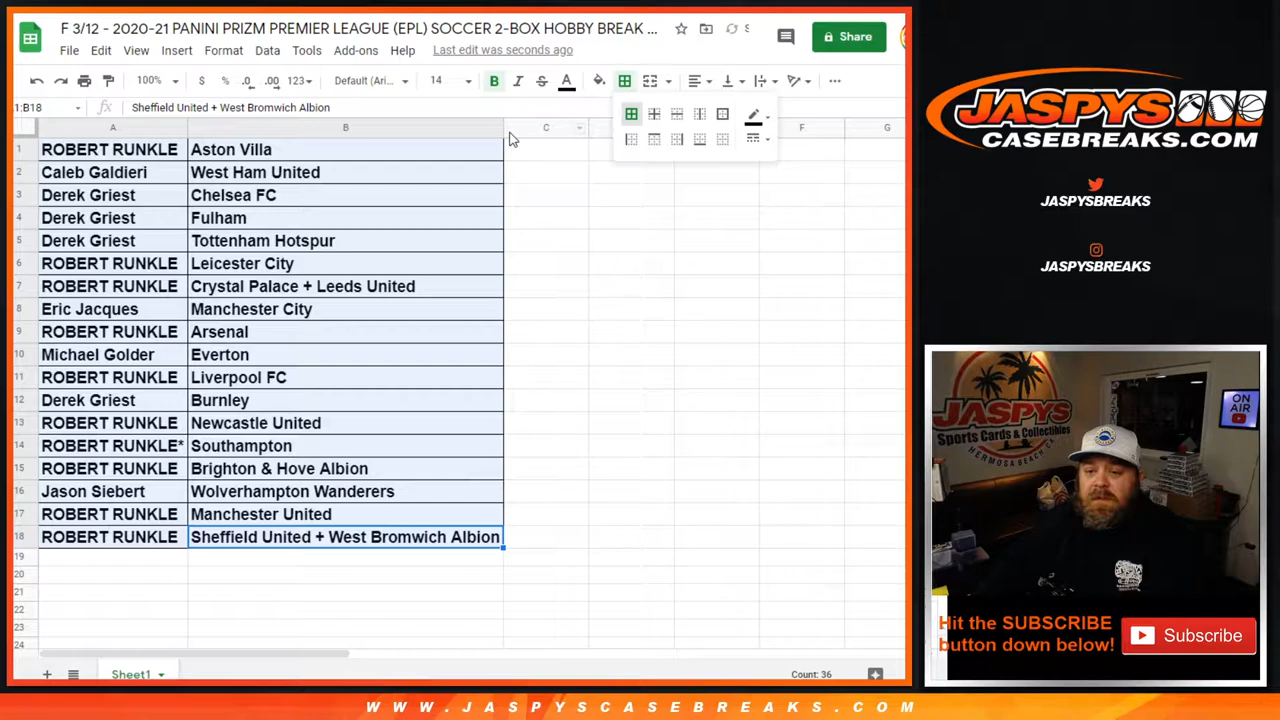 F 3/12 - 2020-21 PANINI PRIZM PREMIER LEAGUE (EPL) SOCCER 2-BOX HOBBY BREAK ...
File Edit View Insert Format Data Tools Add-ons Help Last edit was seconds ago
Share
100% $ % .0 .00 123 Default (Ari... 14 B I S A
1:B18 fx Sheffield United + West Bromwich Albion
A B C F G
1 ROBERT RUNKLE Aston Villa
2 Caleb Galdieri West Ham United
3 Derek Griest Chelsea FC
4 Derek Griest Fulham
5 Derek Griest Tottenham Hotspur
6 ROBERT RUNKLE Leicester City
7 ROBERT RUNKLE Crystal Palace + Leeds United
8 Eric Jacques Manchester City
9 ROBERT RUNKLE Arsenal
10 Michael Golder Everton
11 ROBERT RUNKLE Liverpool FC
12 Derek Griest Burnley
13 ROBERT RUNKLE Newcastle United
14 ROBERT RUNKLE* Southampton
15 ROBERT RUNKLE Brighton & Hove Albion
16 Jason Siebert Wolverhampton Wanderers
17 ROBERT RUNKLE Manchester United
18 ROBERT RUNKLE Sheffield United + West Bromwich Albion
19
20
21
22
23
24
Sheet1 Count: 36
JASPYS
CASEBREAKS.COM
JASPYSBREAKS
JASPYSBREAKS
JASPYS
Sports Cards & Collectibles
HERMOSA BEACH
ON
AIR
Hit the SUBSCRIBE
button down below!
Subscribe
WWW.JASPYSCASEBREAKS.COM